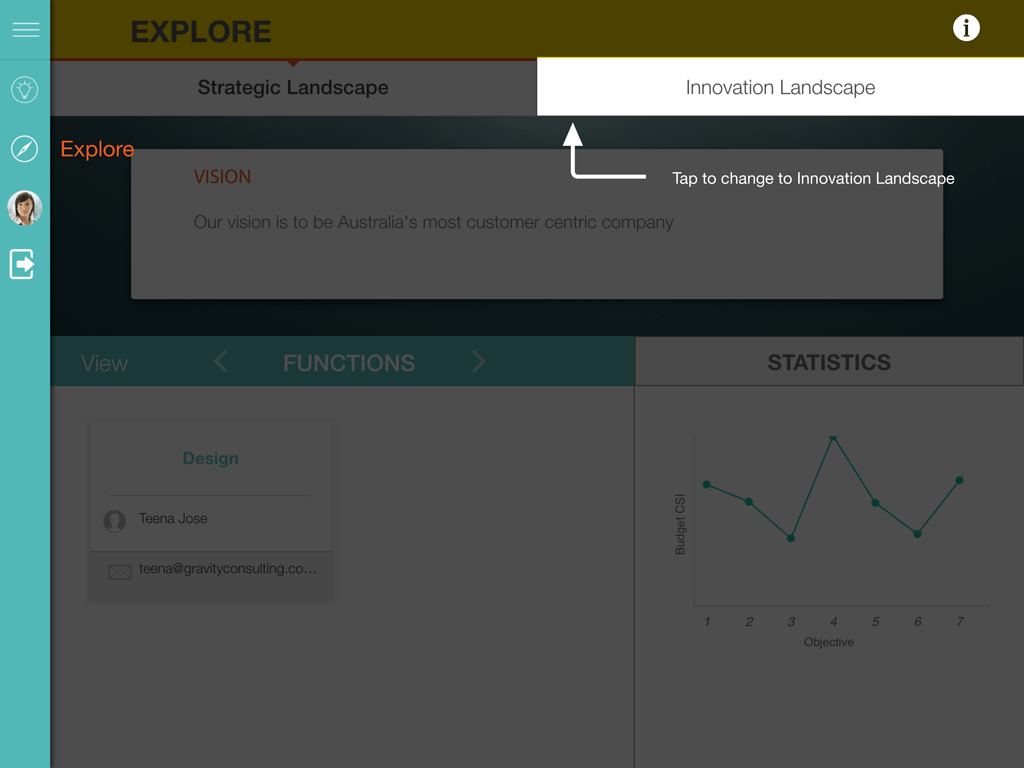 EXPLORE
Strategic Landscape
Innovation Landscape
Explore
VISION
Tap to change to Innovation Landscape
Our vision is to be Australia's most customer centric company
View
FUNCTIONS
STATISTICS
Design
Teena Jose
teena@gravityconsulting.co...
Budget CSI
1 2 3 4 5 6 7
Objective